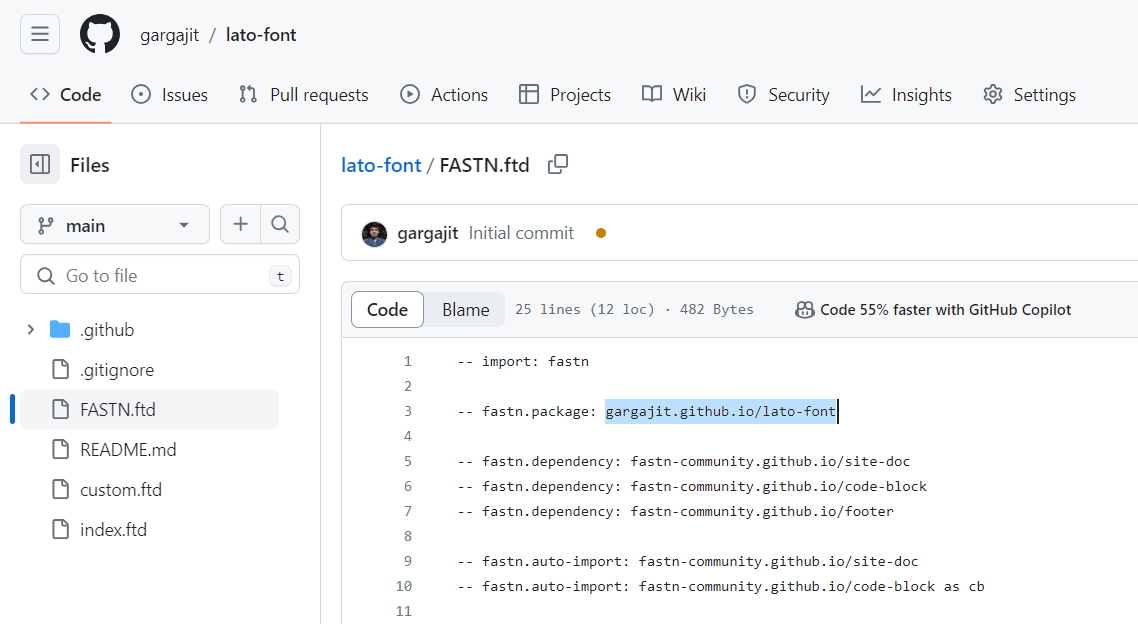 gargajit / lato-font
Code Issues Pull requests Actions Projects Wiki Security Insights Settings
Files
main
Go to file t
.github
.gitignore
FASTN.ftd
README.md
custom.ftd
index.ftd
lato-font / FASTN.ftd
gargajit Initial commit
Code Blame 25 lines (12 loc) · 482 Bytes Code 55% faster with GitHub Copilot
1 -- import: fastn
2
3 -- fastn.package: gargajit.github.io/lato-font
4
5 -- fastn.dependency: fastn-community.github.io/site-doc
6 -- fastn.dependency: fastn-community.github.io/code-block
7 -- fastn.dependency: fastn-community.github.io/footer
8
9 -- fastn.auto-import: fastn-community.github.io/site-doc
10 -- fastn.auto-import: fastn-community.github.io/code-block as cb
11